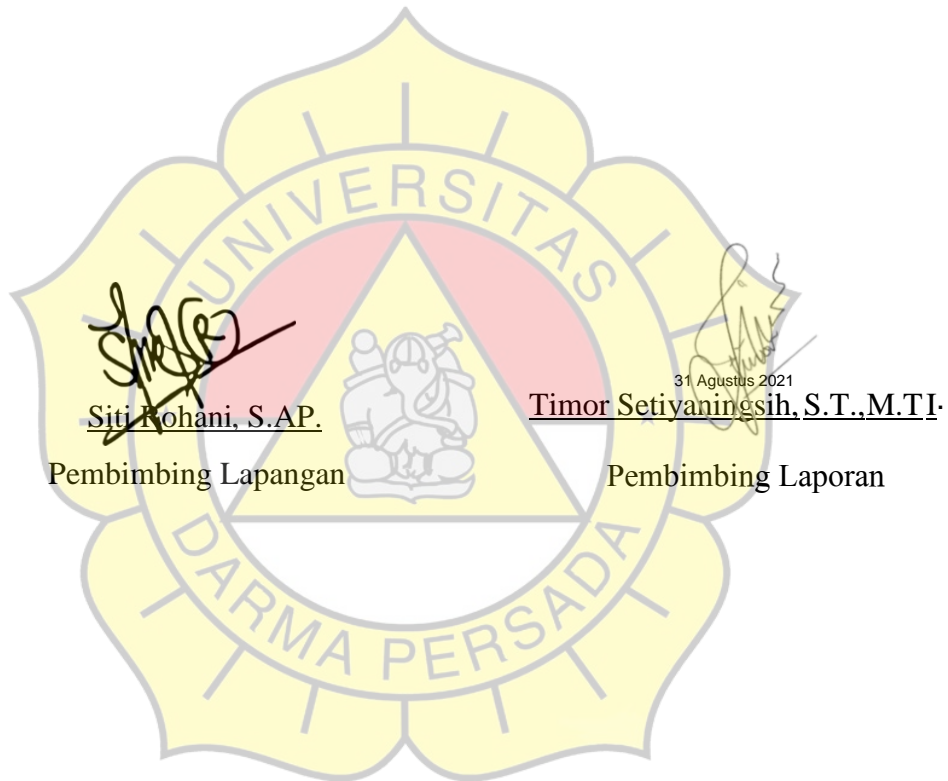 UNIVERSITAS
31 Agustus 2021
Siti Rohani, S.AP.
Timor Setiyaningsih, S.T.,M.TI.
Pembimbing Lapangan
Pembimbing Laporan
DARMA PERSADA